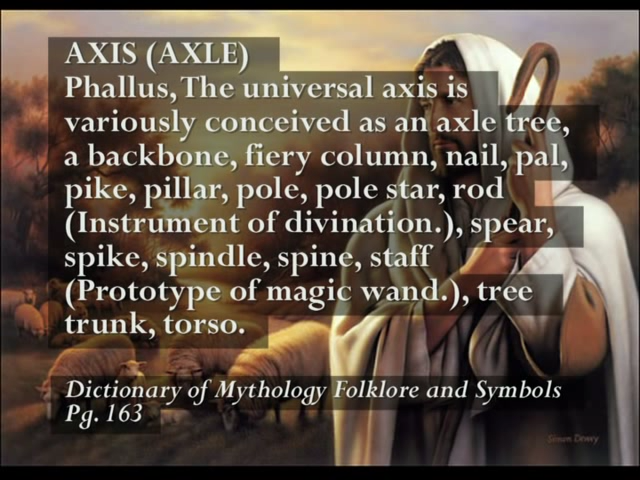 AXIS (AXLE)
Phallus, The universal axis is
variously conceived as an axle tree,
a backbone, fiery column, nail, pal,
pike, pillar, pole, pole star, rod
(Instrument of divination.), spear,
spike, spindle, spine, staff
(Prototype of magic wand.), tree
trunk, torso.
Dictionary of Mythology Folklore and Symbols
Pg. 163
Simon Dewey